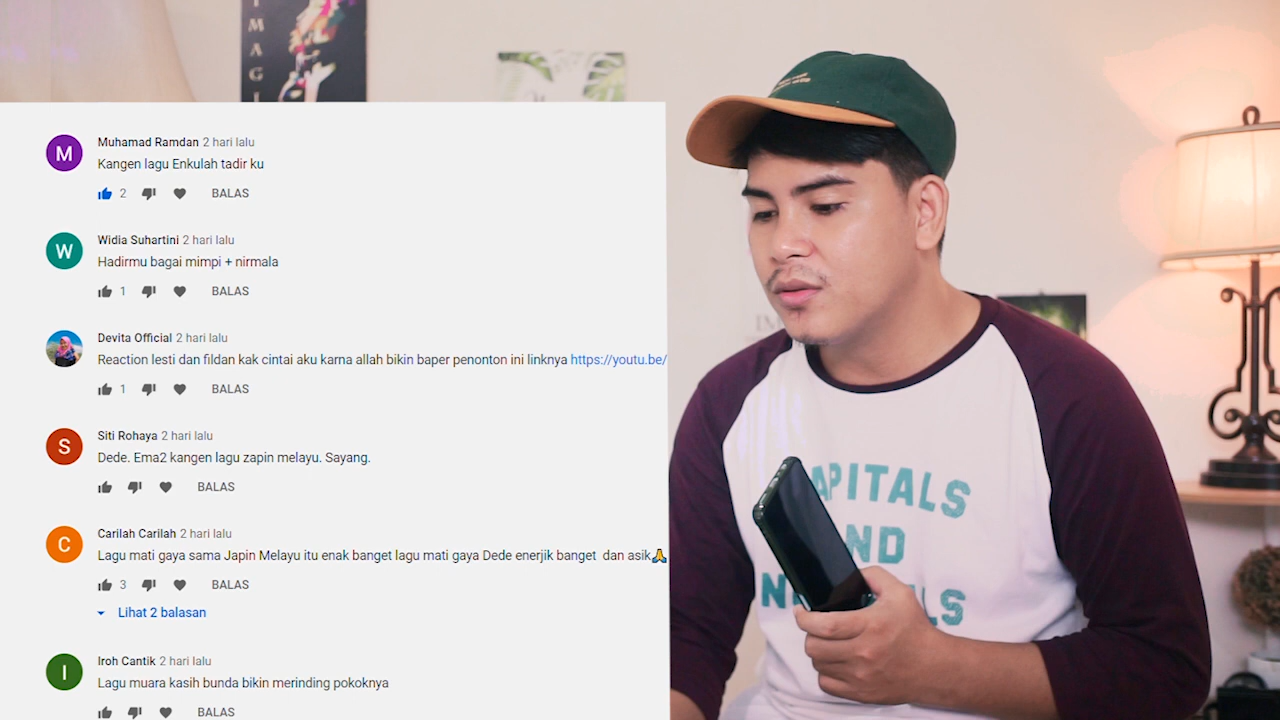 IMAGI
Muhamad Ramdan 2 hari lalu
Kangen lagu Enkulah tadir ku
2 BALAS
Widia Suhartini 2 hari lalu
Hadirmu bagai mimpi + nirmala
1 BALAS
Devita Official 2 hari lalu
Reaction lesti dan fildan kak cintai aku karna allah bikin baper penonton ini linknya https://youtu.be/
1 BALAS
Siti Rohaya 2 hari lalu
Dede. Ema2 kangen lagu zapin melayu. Sayang.
BALAS
Carilah Carilah 2 hari lalu
Lagu mati gaya sama Japin Melayu itu enak banget lagu mati gaya Dede enerjik banget  dan asik🙏
3 BALAS
Lihat 2 balasan
Iroh Cantik 2 hari lalu
Lagu muara kasih bunda bikin merinding pokoknya
BALAS
APITALS
ND